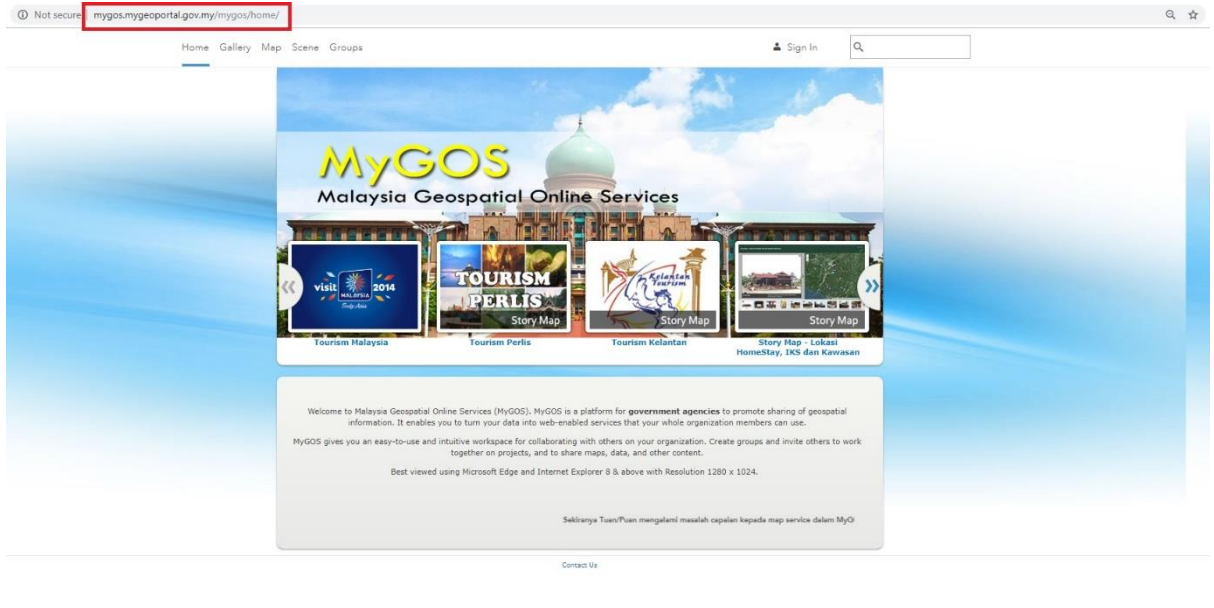 Not secure
mygos.mygeoportal.gov.my/mygos/home/
Home Gallery Map Scene Groups
Sign In
MyGOS
Malaysia Geospatial Online Services
visit MALAYSIA 2014
Truly Asia
TOURISM
PERLIS
Story Map
Kelantan
Tourism
Story Map
Story Map
Tourism Malaysia
Tourism Perlis
Tourism Kelantan
Story Map - Lokasi
HomeStay, IKS dan Kawasan
Welcome to Malaysia Geospatial Online Services (MyGOS). MyGOS is a platform for government agencies to promote sharing of geospatial
information. It enables you to turn your data into web-enabled services that your whole organization members can use.
MyGOS gives you an easy-to-use and intuitive workspace for collaborating with others on your organization. Create groups and invite others to work
together on projects, and to share maps, data, and other content.
Best viewed using Microsoft Edge and Internet Explorer 8 & above with Resolution 1280 x 1024.
Sekiranya Tuan/Puan mengalami masalah capaian kepada map service dalam MyG
Contact Us